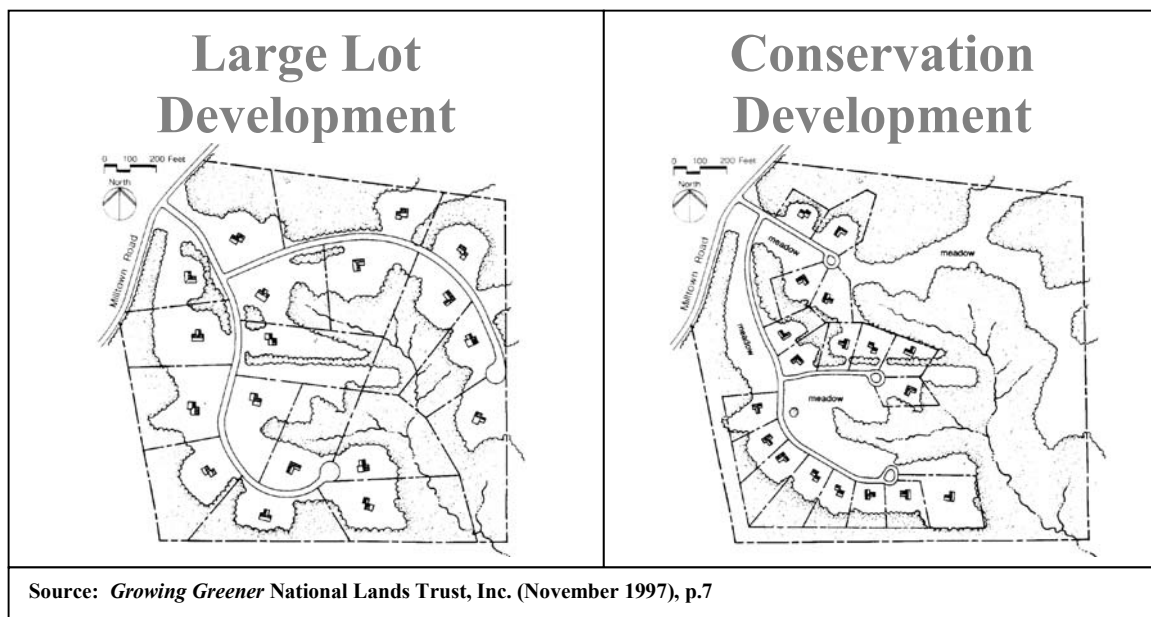 Large Lot
Development
0 100 200 Feet
North
Milltown Road
Conservation
Development
0 100 200 Feet
North
Milltown Road
meadow
meadow
meadow
meadow
Source: Growing Greener National Lands Trust, Inc. (November 1997), p.7